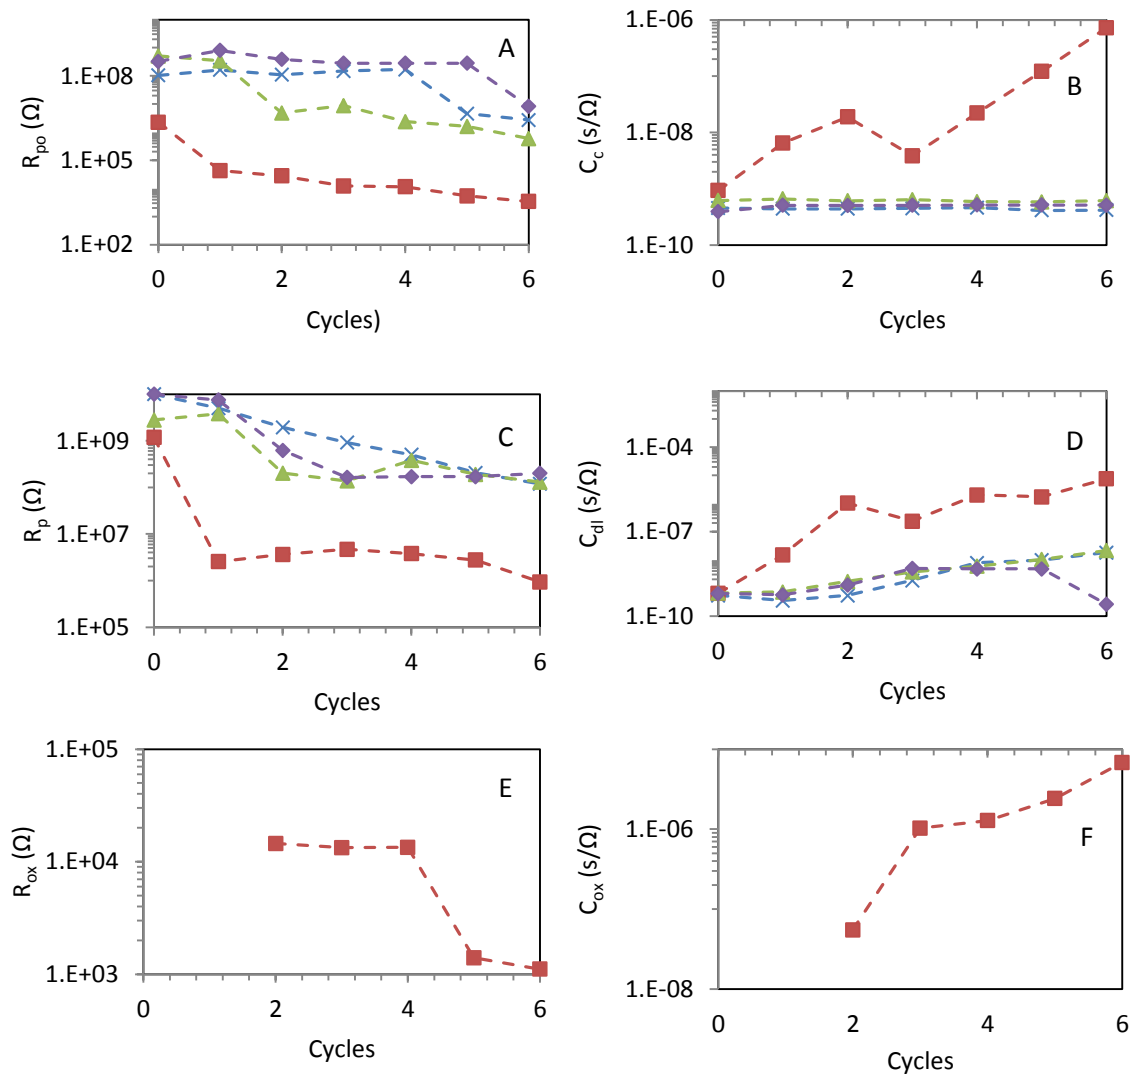 A
R_po (Ω)
1.E+08
1.E+05
1.E+02
0 2 4 6
Cycles)
B
C_c (s/Ω)
1.E-06
1.E-08
1.E-10
0 2 4 6
Cycles
C
R_p (Ω)
1.E+09
1.E+07
1.E+05
0 2 4 6
Cycles
D
C_dl (s/Ω)
1.E-04
1.E-07
1.E-10
0 2 4 6
Cycles
E
R_ox (Ω)
1.E+05
1.E+04
1.E+03
0 2 4 6
Cycles
F
C_ox (s/Ω)
1.E-06
1.E-08
0 2 4 6
Cycles